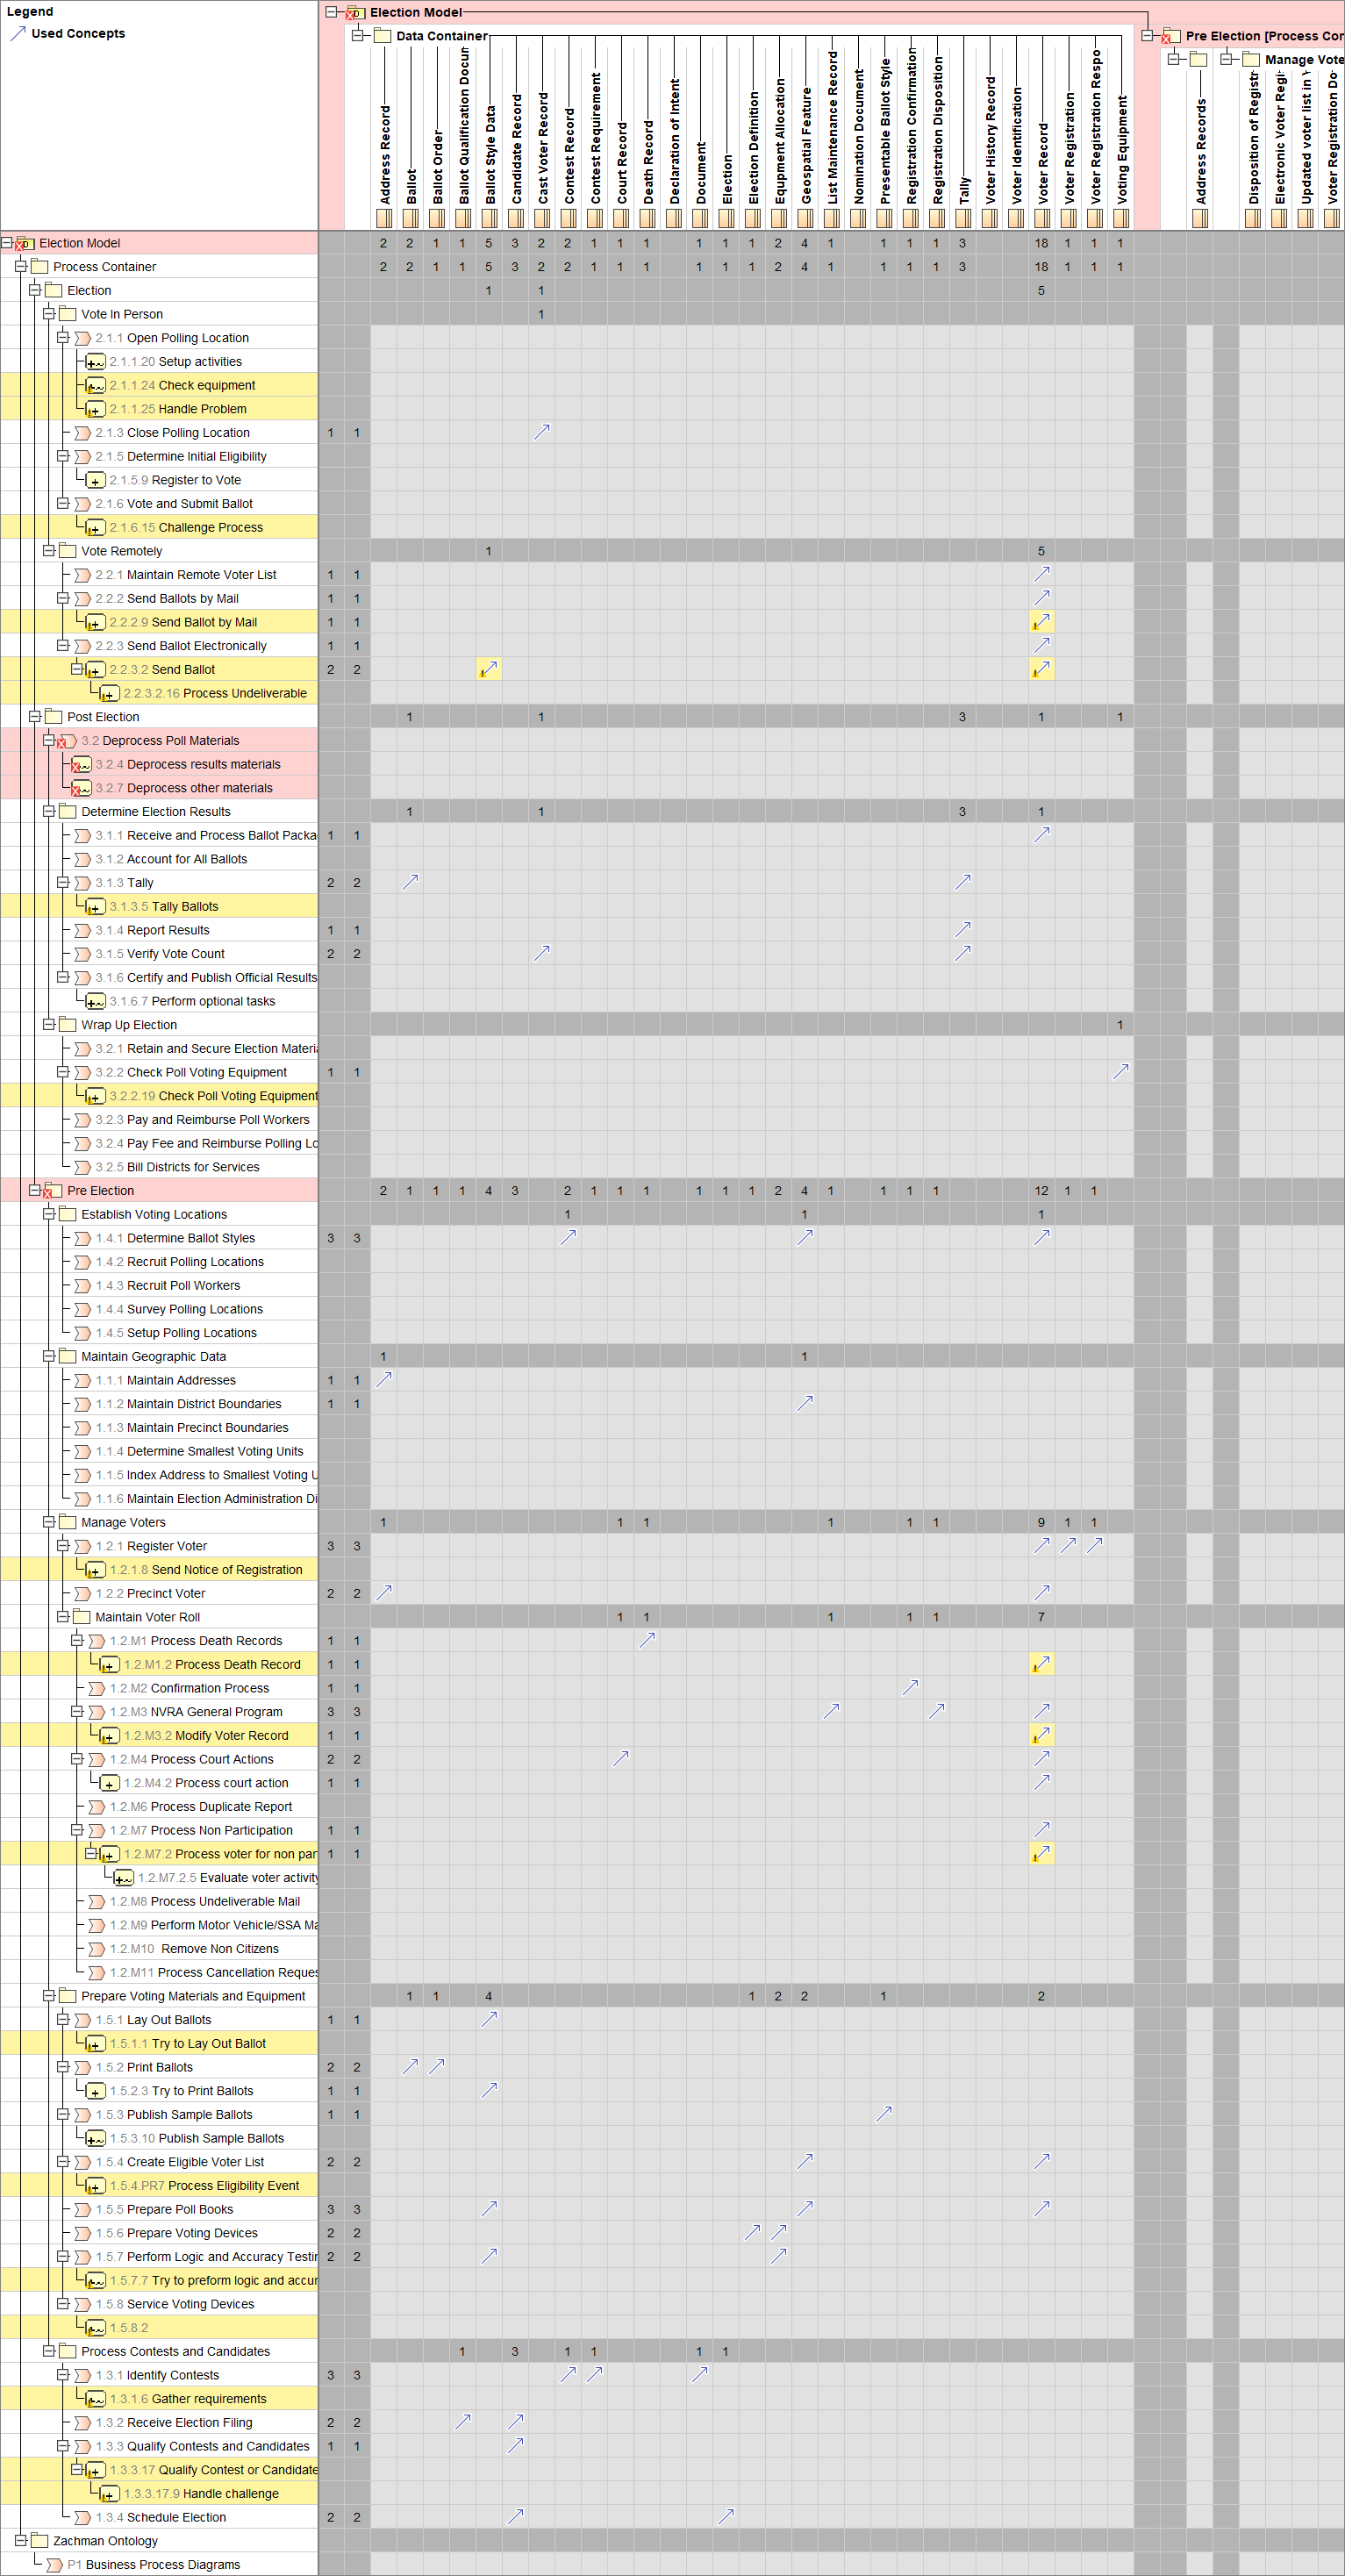 Legend
Used Concepts
Election Model
Data Container
Pre Election [Process Con
Manage Vote
Address Record
Ballot
Ballot Order
Ballot Qualification Docum
Ballot Style Data
Candidate Record
Cast Voter Record
Contest Record
Contest Requirement
Court Record
Death Record
Declaration of Intent
Document
Election
Election Definition
Equpment Allocation
Geospatial Feature
List Maintenance Record
Nomination Document
Presentable Ballot Style
Registration Confirmation
Registration Disposition
Tally
Voter History Record
Voter Identification
Voter Record
Voter Registration
Voter Registration Respo
Voting Equipment
Address Records
Disposition of Registr
Electronic Voter Regi
Updated voter list in
Voter Registration Do
Election Model 2 2 1 1 5 3 2 2 1 1 1 1 1 1 2 4 1 1 1 1 3 18 1 1 1
Process Container 2 2 1 1 5 3 2 2 1 1 1 1 1 1 2 4 1 1 1 1 3 18 1 1 1
Election 1 1 5
Vote In Person 1
2.1.1 Open Polling Location
2.1.1.20 Setup activities
2.1.1.24 Check equipment
2.1.1.25 Handle Problem
2.1.3 Close Polling Location 1 1
2.1.5 Determine Initial Eligibility
2.1.5.9 Register to Vote
2.1.6 Vote and Submit Ballot
2.1.6.15 Challenge Process
Vote Remotely 1 5
2.2.1 Maintain Remote Voter List 1 1
2.2.2 Send Ballots by Mail 1 1
2.2.2.9 Send Ballot by Mail 1 1
2.2.3 Send Ballot Electronically 1 1
2.2.3.2 Send Ballot 2 2
2.2.3.2.16 Process Undeliverable
Post Election 1 1 3 1 1
3.2 Deprocess Poll Materials
3.2.4 Deprocess results materials
3.2.7 Deprocess other materials
Determine Election Results 1 1 3 1
3.1.1 Receive and Process Ballot Packa 1 1
3.1.2 Account for All Ballots
3.1.3 Tally 2 2
3.1.3.5 Tally Ballots
3.1.4 Report Results 1 1
3.1.5 Verify Vote Count 2 2
3.1.6 Certify and Publish Official Results
3.1.6.7 Perform optional tasks
Wrap Up Election 1
3.2.1 Retain and Secure Election Materia
3.2.2 Check Poll Voting Equipment 1 1
3.2.2.19 Check Poll Voting Equipment
3.2.3 Pay and Reimburse Poll Workers
3.2.4 Pay Fee and Reimburse Polling Lo
3.2.5 Bill Districts for Services
Pre Election 2 1 1 1 4 3 2 1 1 1 1 1 1 2 4 1 1 1 1 12 1 1
Establish Voting Locations 1 1 1
1.4.1 Determine Ballot Styles 3 3
1.4.2 Recruit Polling Locations
1.4.3 Recruit Poll Workers
1.4.4 Survey Polling Locations
1.4.5 Setup Polling Locations
Maintain Geographic Data 1 1
1.1.1 Maintain Addresses 1 1
1.1.2 Maintain District Boundaries 1 1
1.1.3 Maintain Precinct Boundaries
1.1.4 Determine Smallest Voting Units
1.1.5 Index Address to Smallest Voting U
1.1.6 Maintain Election Administration Di
Manage Voters 1 1 1 1 1 1 9 1 1
1.2.1 Register Voter 3 3
1.2.1.8 Send Notice of Registration
1.2.2 Precinct Voter 2 2
Maintain Voter Roll 1 1 1 1 1 7
1.2.M1 Process Death Records 1 1
1.2.M1.2 Process Death Record 1 1
1.2.M2 Confirmation Process 1 1
1.2.M3 NVRA General Program 3 3
1.2.M3.2 Modify Voter Record 1 1
1.2.M4 Process Court Actions 2 2
1.2.M4.2 Process court action 1 1
1.2.M6 Process Duplicate Report
1.2.M7 Process Non Participation 1 1
1.2.M7.2 Process voter for non par 1 1
1.2.M7.2.5 Evaluate voter activity
1.2.M8 Process Undeliverable Mail
1.2.M9 Perform Motor Vehicle/SSA Ma
1.2.M10 Remove Non Citizens
1.2.M11 Process Cancellation Reques
Prepare Voting Materials and Equipment 1 1 4 1 2 2 1 2
1.5.1 Lay Out Ballots 1 1
1.5.1.1 Try to Lay Out Ballot
1.5.2 Print Ballots 2 2
1.5.2.3 Try to Print Ballots 1 1
1.5.3 Publish Sample Ballots 1 1
1.5.3.10 Publish Sample Ballots
1.5.4 Create Eligible Voter List 2 2
1.5.4.PR7 Process Eligibility Event
1.5.5 Prepare Poll Books 3 3
1.5.6 Prepare Voting Devices 2 2
1.5.7 Perform Logic and Accuracy Testin 2 2
1.5.7.7 Try to preform logic and accur
1.5.8 Service Voting Devices
1.5.8.2
Process Contests and Candidates 1 3 1 1 1 1
1.3.1 Identify Contests 3 3
1.3.1.6 Gather requirements
1.3.2 Receive Election Filing 2 2
1.3.3 Qualify Contests and Candidates 1 1
1.3.3.17 Qualify Contest or Candidate
1.3.3.17.9 Handle challenge
1.3.4 Schedule Election 2 2
Zachman Ontology
P1 Business Process Diagrams